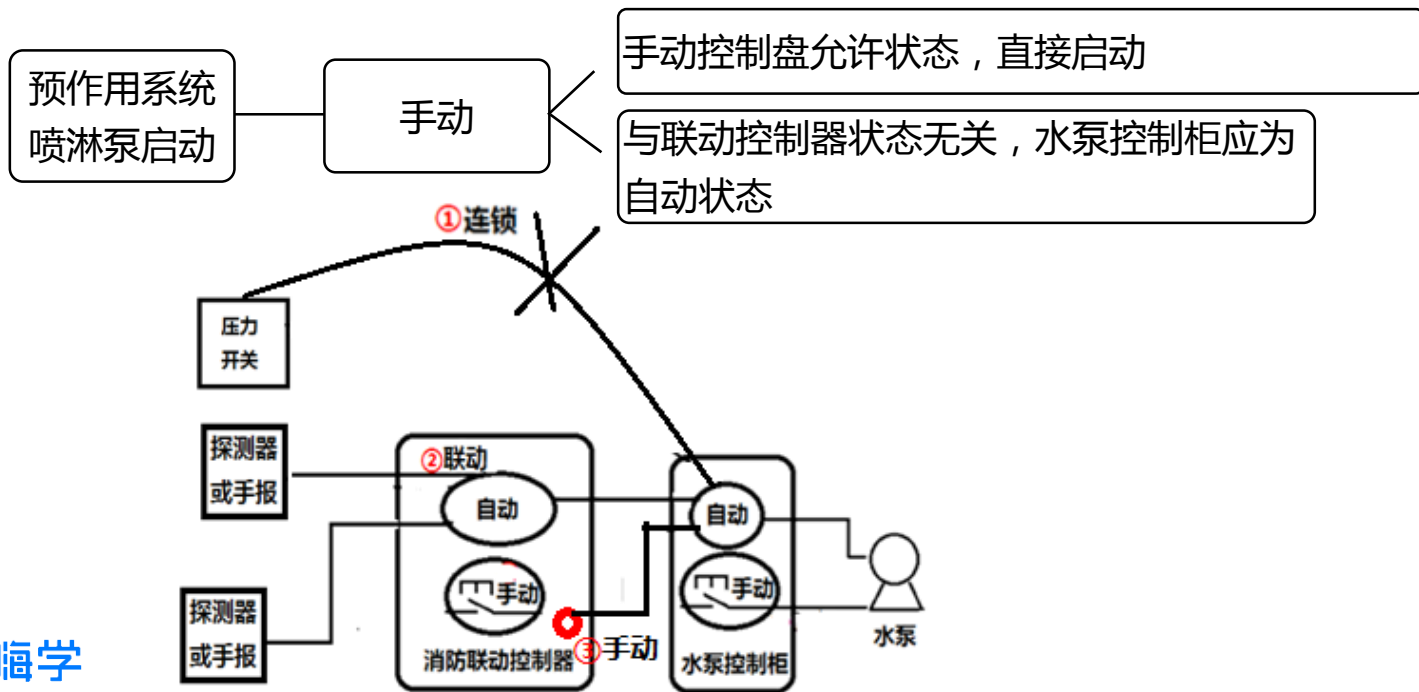 手动控制盘允许状态，直接启动
预作用系统
喷淋泵启动
手动
与联动控制器状态无关，水泵控制柜应为
自动状态
①连锁
压力
开关
探测器
或手报
②联动
自动
自动
手动
手动
探测器
或手报
③手动
消防联动控制器
水泵控制柜
水泵
嗨学